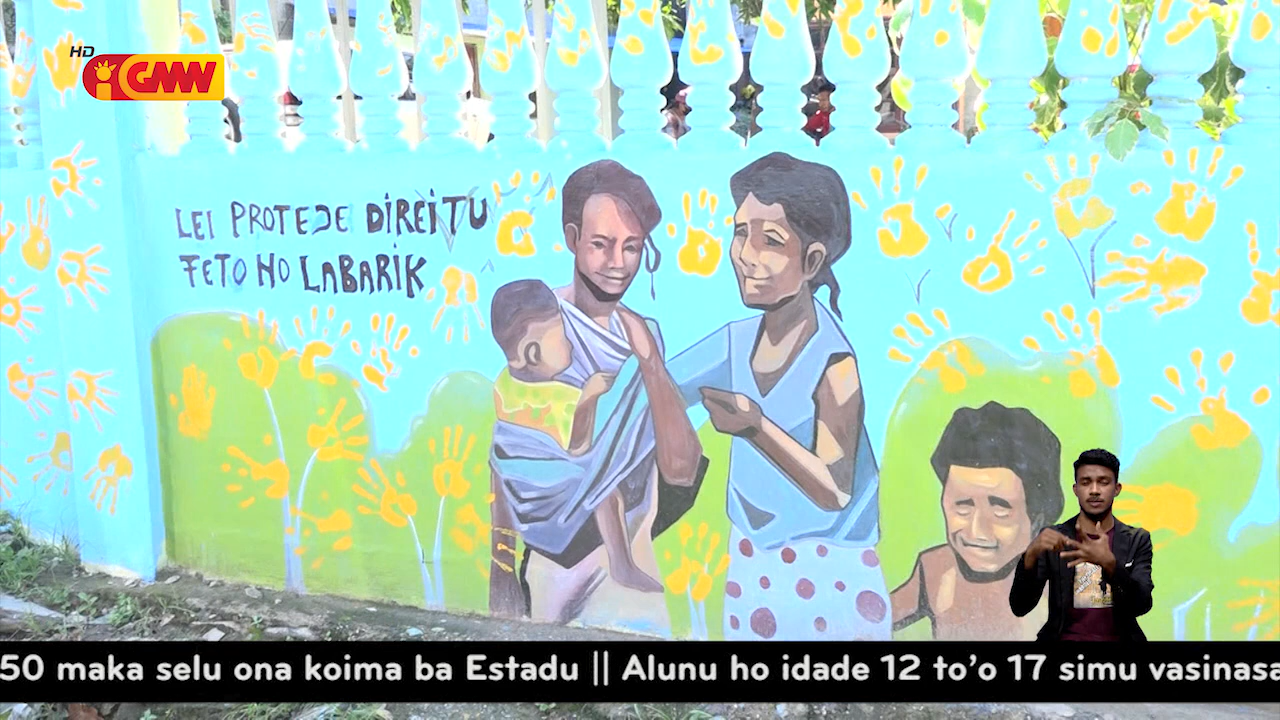 HD
GMN
LEI PROTEJE DIREITU
FETO HO LABARIK
50 maka selu ona koima ba Estadu || Alunu ho idade 12 to'o 17 simu vasinasa